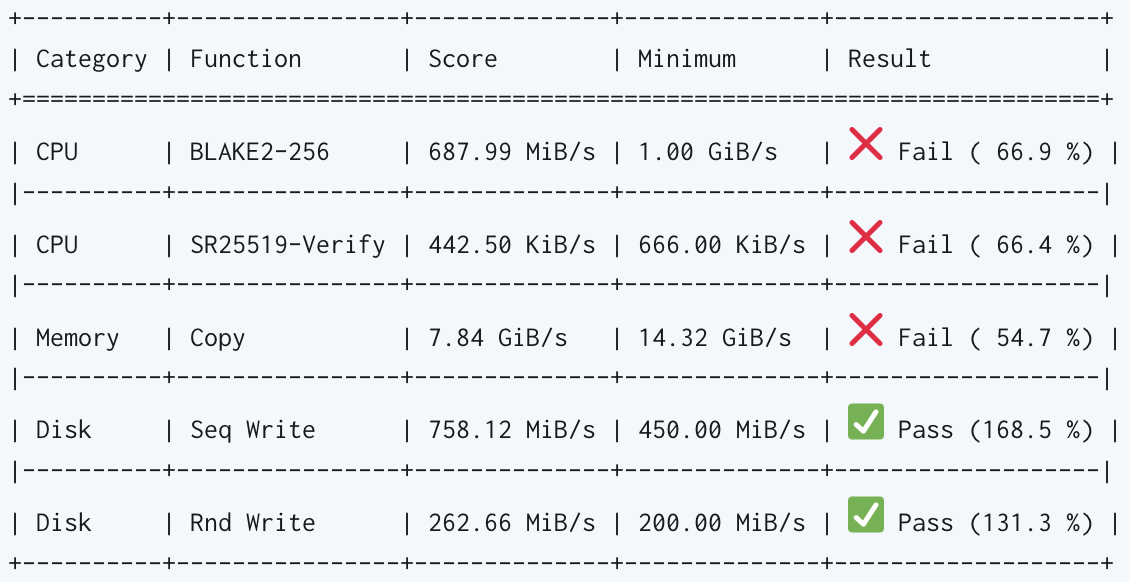 +----------+----------------+--------------+--------------+-------------------+
| Category | Function       | Score        | Minimum      | Result            |
+=============================================================================+
| CPU      | BLAKE2-256     | 687.99 MiB/s | 1.00 GiB/s   | ❌ Fail ( 66.9 %) |
|----------+----------------+--------------+--------------+-------------------|
| CPU      | SR25519-Verify | 442.50 KiB/s | 666.00 KiB/s | ❌ Fail ( 66.4 %) |
|----------+----------------+--------------+--------------+-------------------|
| Memory   | Copy           | 7.84 GiB/s   | 14.32 GiB/s  | ❌ Fail ( 54.7 %) |
|----------+----------------+--------------+--------------+-------------------|
| Disk     | Seq Write      | 758.12 MiB/s | 450.00 MiB/s | ✅ Pass (168.5 %) |
|----------+----------------+--------------+--------------+-------------------|
| Disk     | Rnd Write      | 262.66 MiB/s | 200.00 MiB/s | ✅ Pass (131.3 %) |
+----------+----------------+--------------+--------------+-------------------+